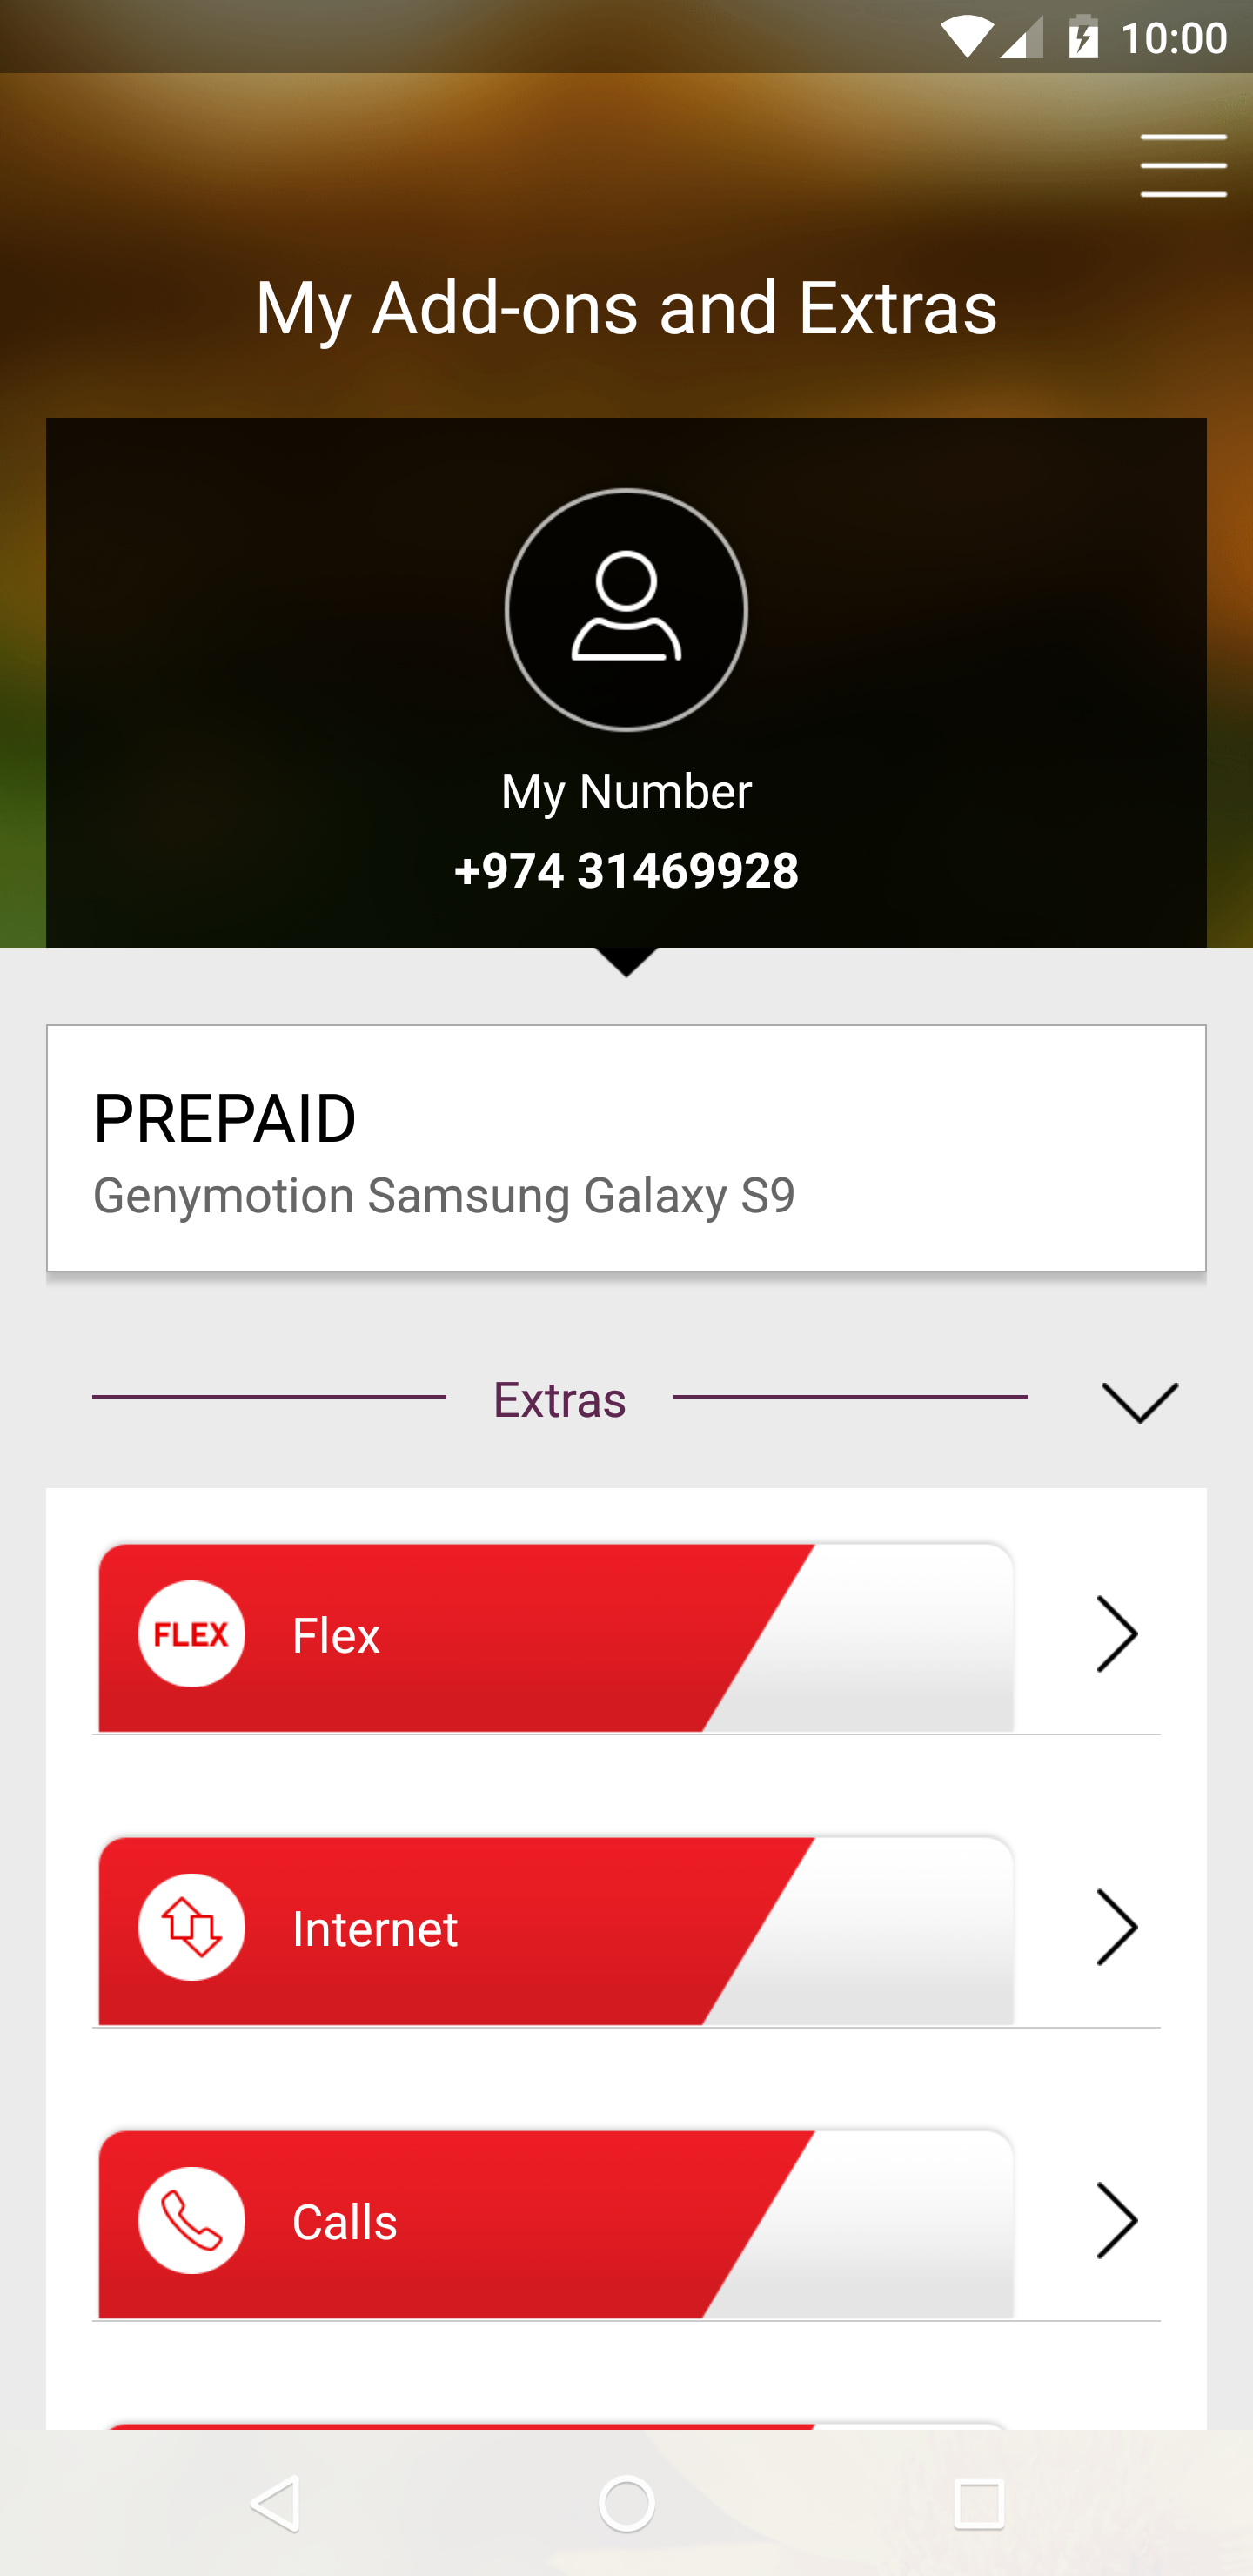 10:00
My Add-ons and Extras
My Number
+974 31469928
PREPAID
Genymotion Samsung Galaxy S9
Extras
FLEX Flex
Internet
Calls